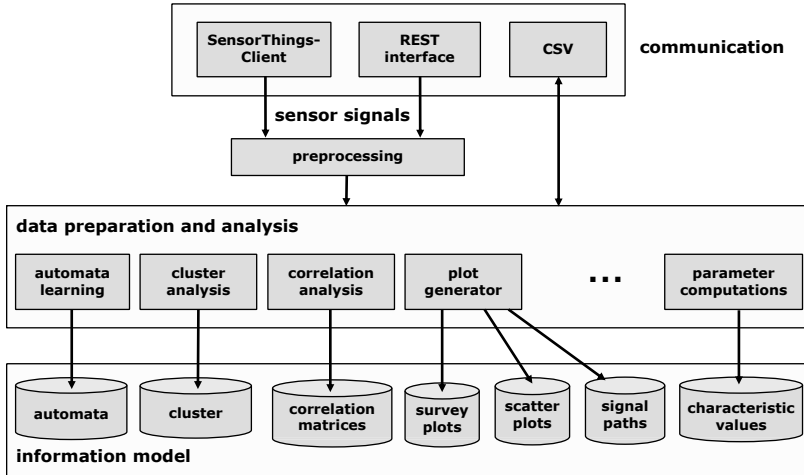 SensorThings-
Client
REST
interface
CSV
communication
sensor signals
preprocessing
data preparation and analysis
automata
learning
cluster
analysis
correlation
analysis
plot
generator
...
parameter
computations
automata
cluster
correlation
matrices
survey
plots
scatter
plots
signal
paths
characteristic
values
information model